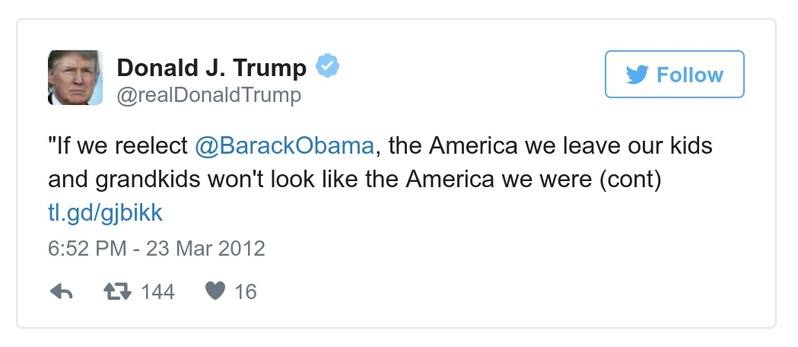 Donald J. Trump
@realDonaldTrump
Follow
"If we reelect @BarackObama, the America we leave our kids
and grandkids won't look like the America we were (cont)
tl.gd/gjbikk
6:52 PM - 23 Mar 2012
144 16